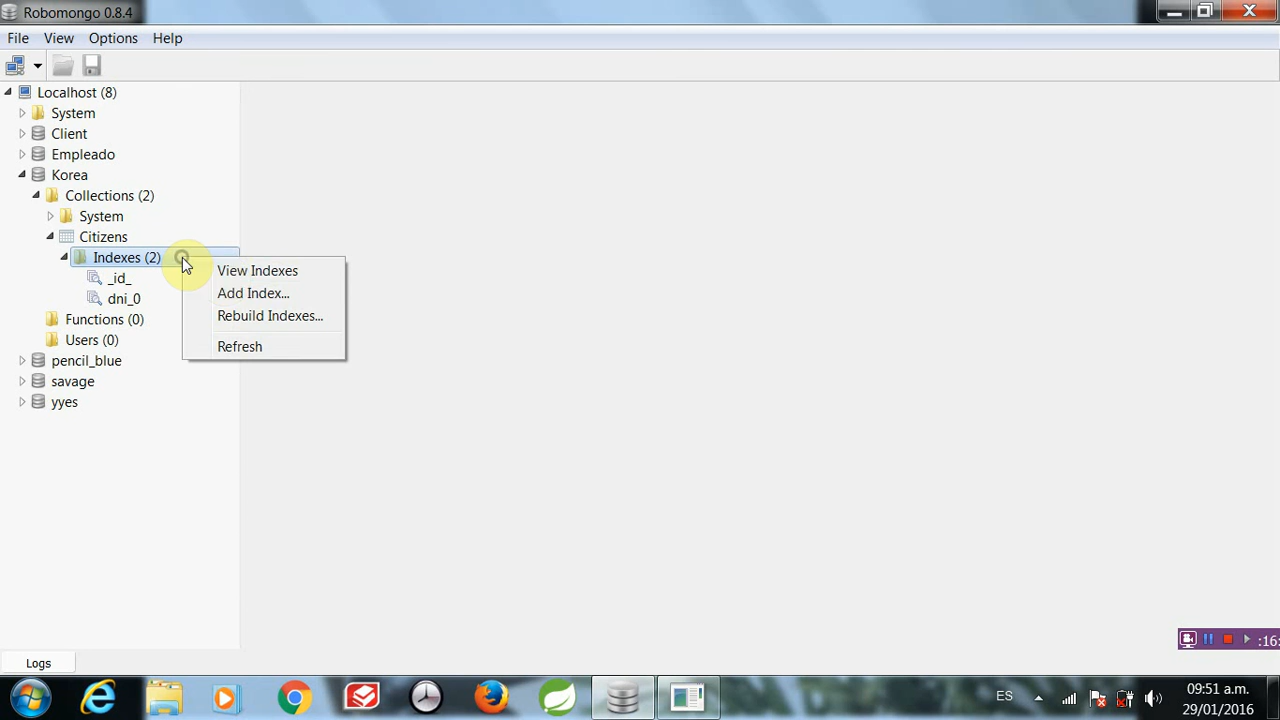 Robomongo 0.8.4
File View Options Help
Localhost (8)
System
Client
Empleado
Korea
Collections (2)
System
Citizens
Indexes (2)
_id_
dni_0
Functions (0)
Users (0)
pencil_blue
savage
yyes
View Indexes
Add Index...
Rebuild Indexes...
Refresh
:16:
Logs
ES
09:51 a.m.
29/01/2016